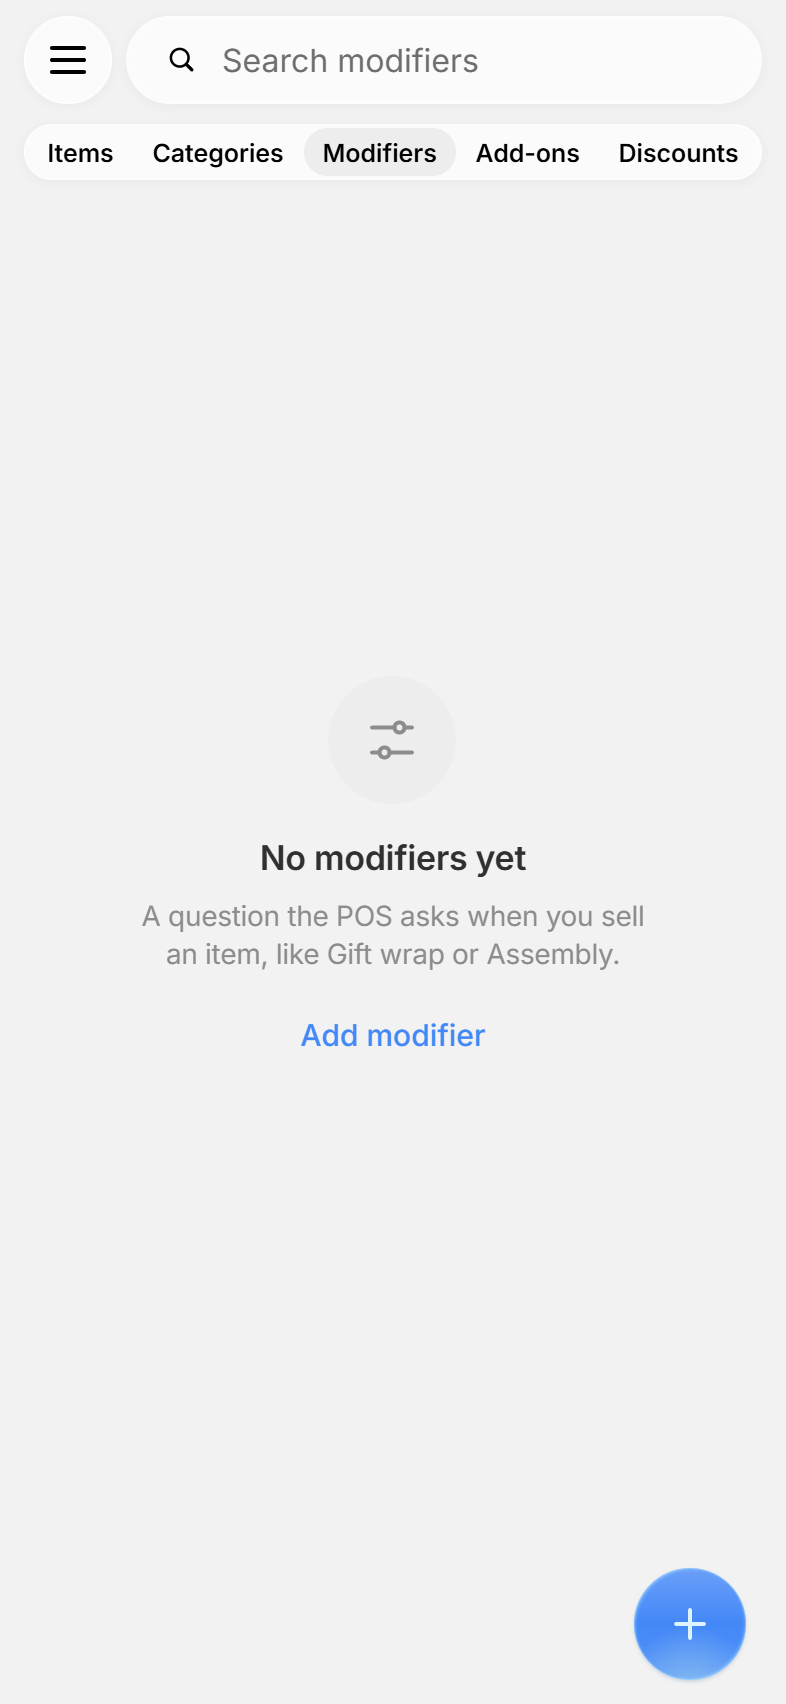 Search modifiers
Items Categories Modifiers Add-ons Discounts
No modifiers yet
A question the POS asks when you sell
an item, like Gift wrap or Assembly.
Add modifier